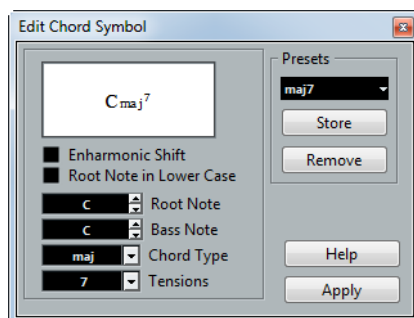 Edit Chord Symbol
x
Cmaj7
Enharmonic Shift
Root Note in Lower Case
C Root Note
C Bass Note
maj Chord Type
7 Tensions
Presets
maj7
Store
Remove
Help
Apply